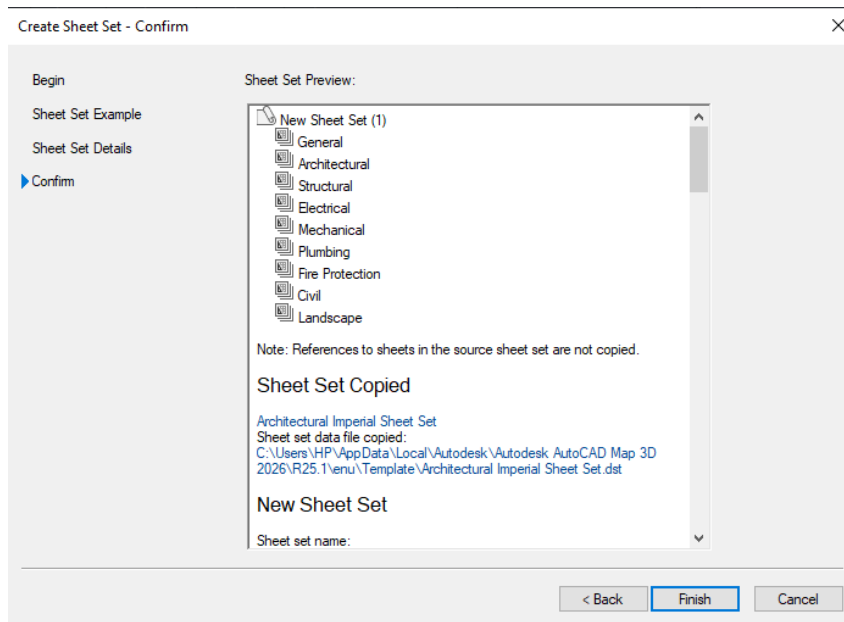 Create Sheet Set - Confirm
Begin
Sheet Set Example
Sheet Set Details
Confirm
Sheet Set Preview:
New Sheet Set (1)
General
Architectural
Structural
Electrical
Mechanical
Plumbing
Fire Protection
Civil
Landscape
Note: References to sheets in the source sheet set are not copied.
Sheet Set Copied
Architectural Imperial Sheet Set
Sheet set data file copied:
C:\Users\HP\AppData\Local\Autodesk\Autodesk AutoCAD Map 3D
2026\R25.1\enu\Template\Architectural Imperial Sheet Set.dst
New Sheet Set
Sheet set name:
< Back
Finish
Cancel